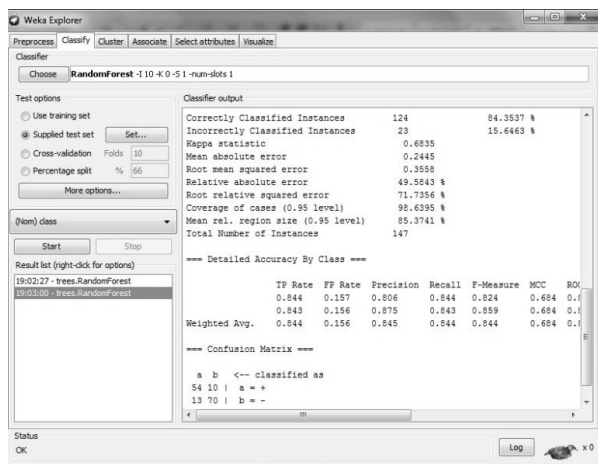 Weka Explorer
Preprocess Classify Cluster Associate Select attributes Visualize
Classifier
Choose RandomForest -I 10 -K 0 -S 1 -num-slots 1
Test options
Use training set
Supplied test set Set...
Cross-validation Folds 10
Percentage split % 66
More options...
(Nom) class
Start Stop
Result list (right-click for options)
19:02:27 - trees.RandomForest
19:03:00 - trees.RandomForest
Classifier output
Correctly Classified Instances 124 84.3537 %
Incorrectly Classified Instances 23 15.6463 %
Kappa statistic 0.6835
Mean absolute error 0.2445
Root mean squared error 0.3558
Relative absolute error 49.5843 %
Root relative squared error 71.7356 %
Coverage of cases (0.95 level) 98.6395 %
Mean rel. region size (0.95 level) 85.3741 %
Total Number of Instances 147
=== Detailed Accuracy By Class ===
TP Rate FP Rate Precision Recall F-Measure MCC ROC
0.844 0.157 0.806 0.844 0.824 0.684
0.843 0.156 0.875 0.843 0.859 0.684
Weighted Avg. 0.844 0.156 0.845 0.844 0.844 0.684
=== Confusion Matrix ===
a b <-- classified as
54 10 | a = +
13 70 | b = -
Status
OK
Log x 0